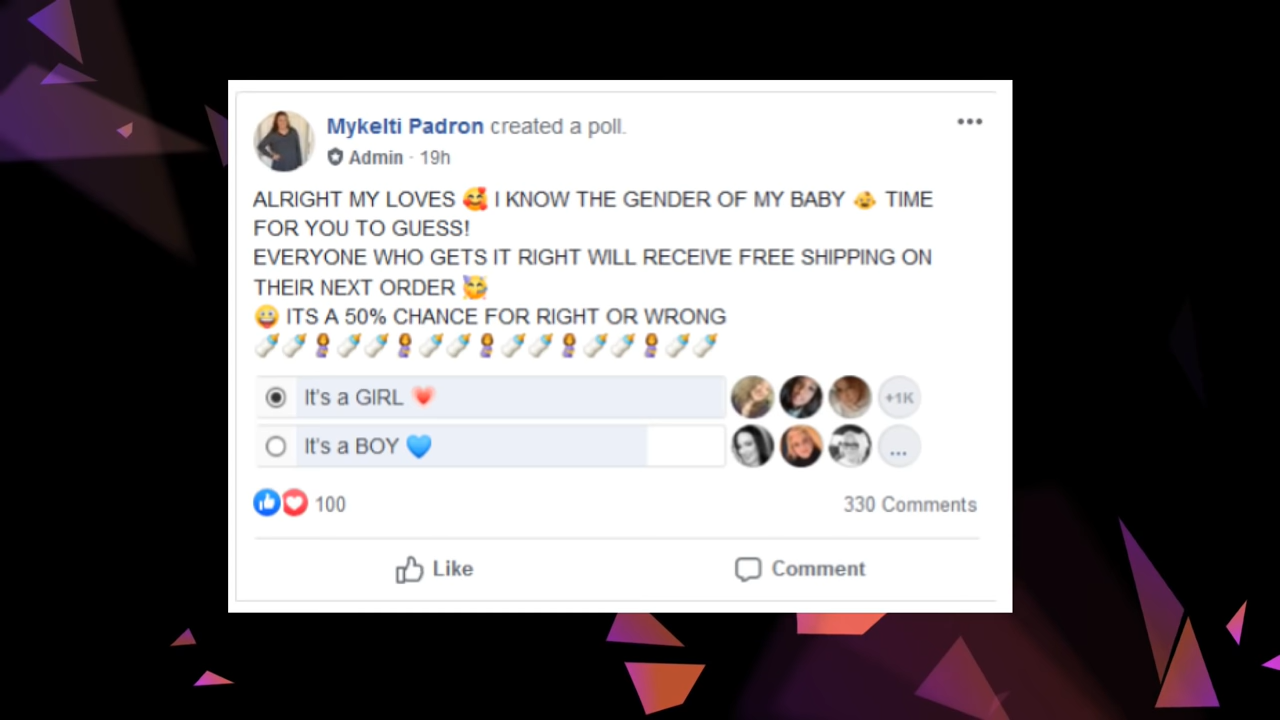 Mykelti Padron created a poll.
Admin · 19h
ALRIGHT MY LOVES 🥰 I KNOW THE GENDER OF MY BABY 👶 TIME
FOR YOU TO GUESS!
EVERYONE WHO GETS IT RIGHT WILL RECEIVE FREE SHIPPING ON
THEIR NEXT ORDER 🥳
😀 ITS A 50% CHANCE FOR RIGHT OR WRONG
🍼🍼🤱🍼🍼🤱🍼🍼🤱🍼🍼🤱🍼🍼🤱🍼🍼
It's a GIRL ❤️ +1K
It's a BOY 💙 ...
100 330 Comments
Like Comment